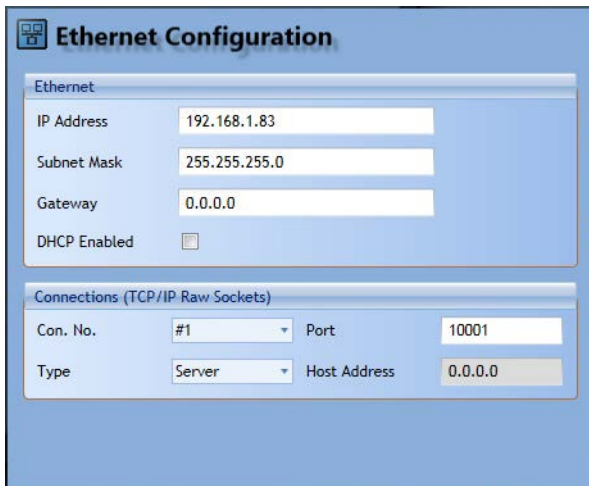 Ethernet Configuration
Ethernet
IP Address 192.168.1.83
Subnet Mask 255.255.255.0
Gateway 0.0.0.0
DHCP Enabled
Connections (TCP/IP Raw Sockets)
Con. No. #1 Port 10001
Type Server Host Address 0.0.0.0